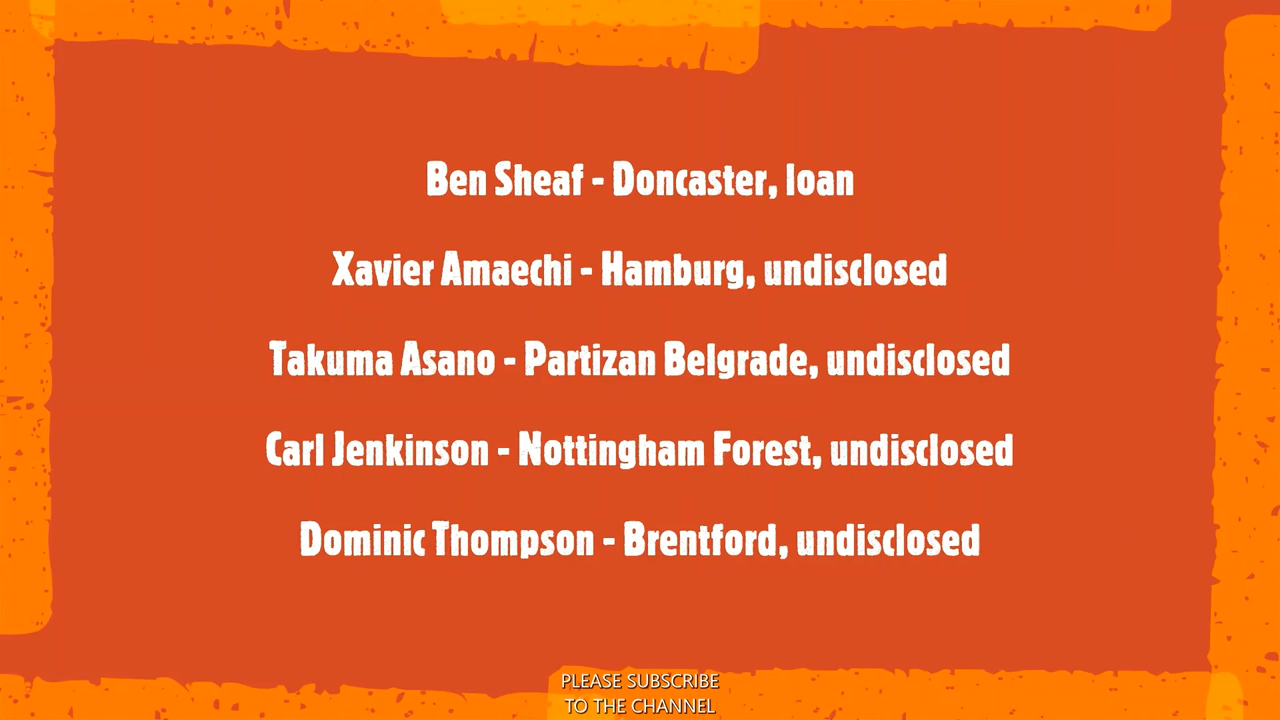 Ben Sheaf - Doncaster, loan
Xavier Amaechi - Hamburg, undisclosed
Takuma Asano - Partizan Belgrade, undisclosed
Carl Jenkinson - Nottingham Forest, undisclosed
Dominic Thompson - Brentford, undisclosed
PLEASE SUBSCRIBE
TO THE CHANNEL